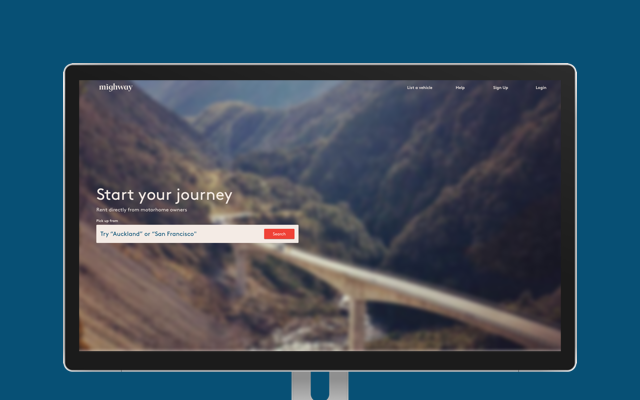 mighway
List a vehicle Help Sign Up Login
Start your journey
Rent directly from motorhome owners
Pick up from
Try "Auckland" or "San Francisco"
Search